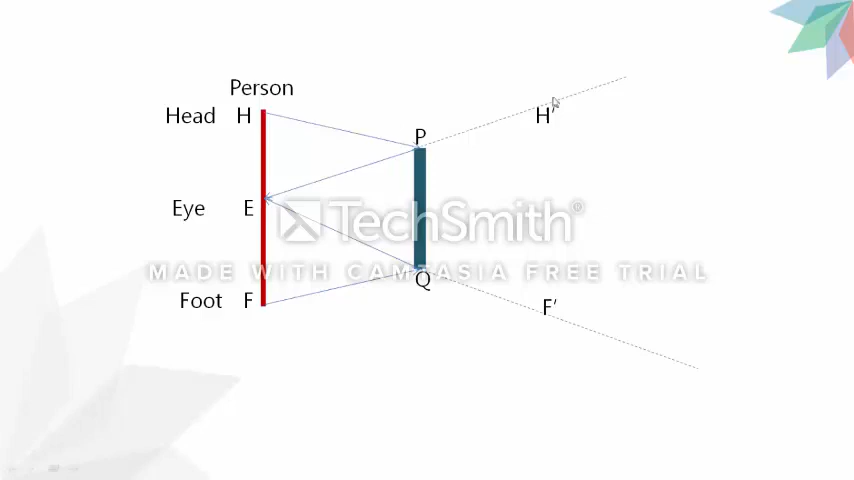 Person
Head H
P
H′
Eye E
TechSmith®
MADE WITH CAMTASIA FREE TRIAL
Q
Foot F
F′